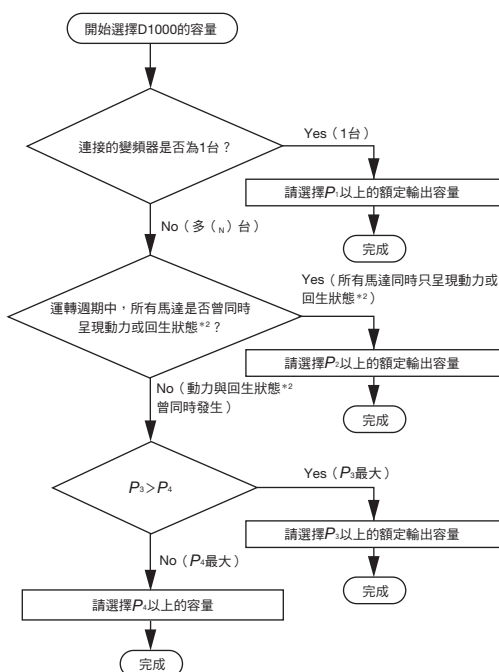 開始選擇D1000的容量
連接的變頻器是否為1台？
Yes（1台）
請選擇P₁以上的額定輸出容量
完成
No（多（N）台）
Yes（所有馬達同時只呈現動力或
回生狀態*2）
運轉週期中，所有馬達是否曾同時
呈現動力或回生狀態*2？
請選擇P₂以上的額定輸出容量
完成
No（動力與回生狀態*2
曾同時發生）
P₃＞P₄
Yes（P₃最大）
請選擇P₃以上的額定輸出容量
完成
No（P₄最大）
請選擇P₄以上的容量
完成